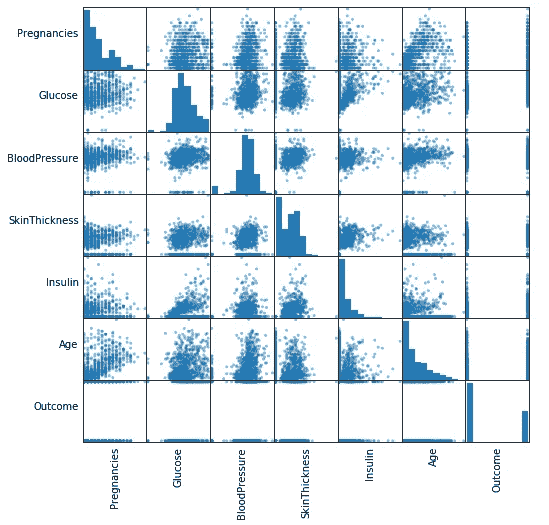 Pregnancies
Glucose
BloodPressure
SkinThickness
Insulin
Age
Outcome
Pregnancies
Glucose
BloodPressure
SkinThickness
Insulin
Age
Outcome